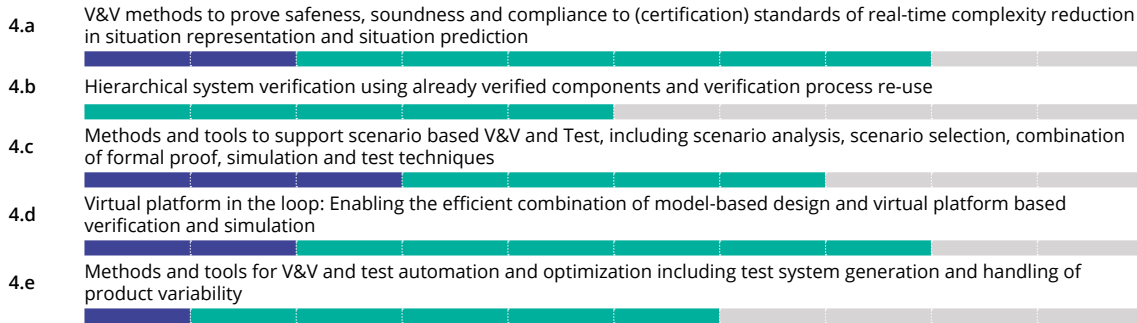 4.a
V&V methods to prove safeness, soundness and compliance to (certification) standards of real-time complexity reduction
in situation representation and situation prediction
4.b
Hierarchical system verification using already verified components and verification process re-use
4.c
Methods and tools to support scenario based V&V and Test, including scenario analysis, scenario selection, combination
of formal proof, simulation and test techniques
4.d
Virtual platform in the loop: Enabling the efficient combination of model-based design and virtual platform based
verification and simulation
4.e
Methods and tools for V&V and test automation and optimization including test system generation and handling of
product variability